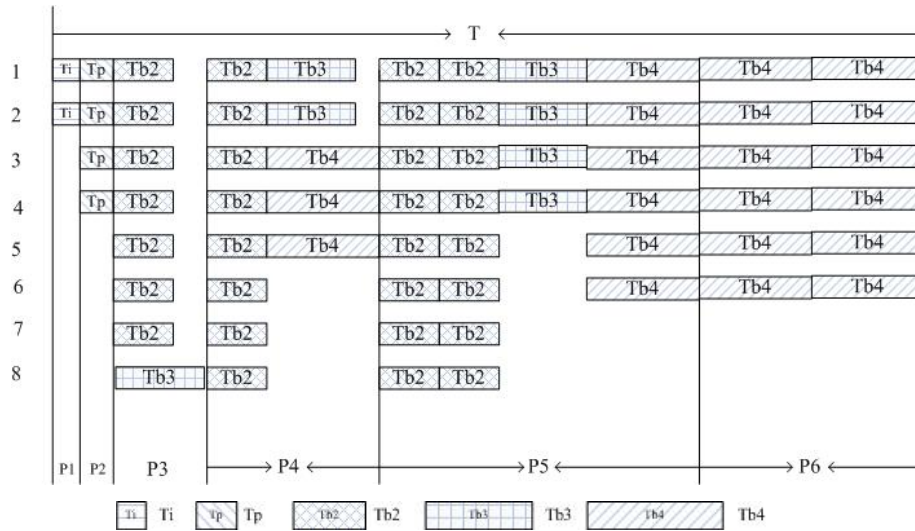 T
1 Ti Tp Tb2 Tb2 Tb3 Tb2 Tb2 Tb3 Tb4 Tb4 Tb4
2 Ti Tp Tb2 Tb2 Tb3 Tb2 Tb2 Tb3 Tb4 Tb4 Tb4
3 Tp Tb2 Tb2 Tb4 Tb2 Tb2 Tb3 Tb4 Tb4 Tb4
4 Tp Tb2 Tb2 Tb4 Tb2 Tb2 Tb3 Tb4 Tb4 Tb4
5 Tb2 Tb2 Tb4 Tb2 Tb2 Tb4 Tb4 Tb4
6 Tb2 Tb2 Tb2 Tb2 Tb4 Tb4 Tb4
7 Tb2 Tb2 Tb2 Tb2
8 Tb3 Tb2 Tb2 Tb2
P1 P2 P3 P4 P5 P6
Ti Ti Tp Tp Tb2 Tb2 Tb3 Tb3 Tb4 Tb4